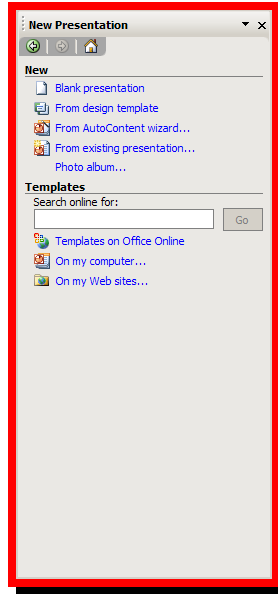 New Presentation
New
Blank presentation
From design template
From AutoContent wizard...
From existing presentation...
Photo album...
Templates
Search online for:
Go
Templates on Office Online
On my computer...
On my Web sites...